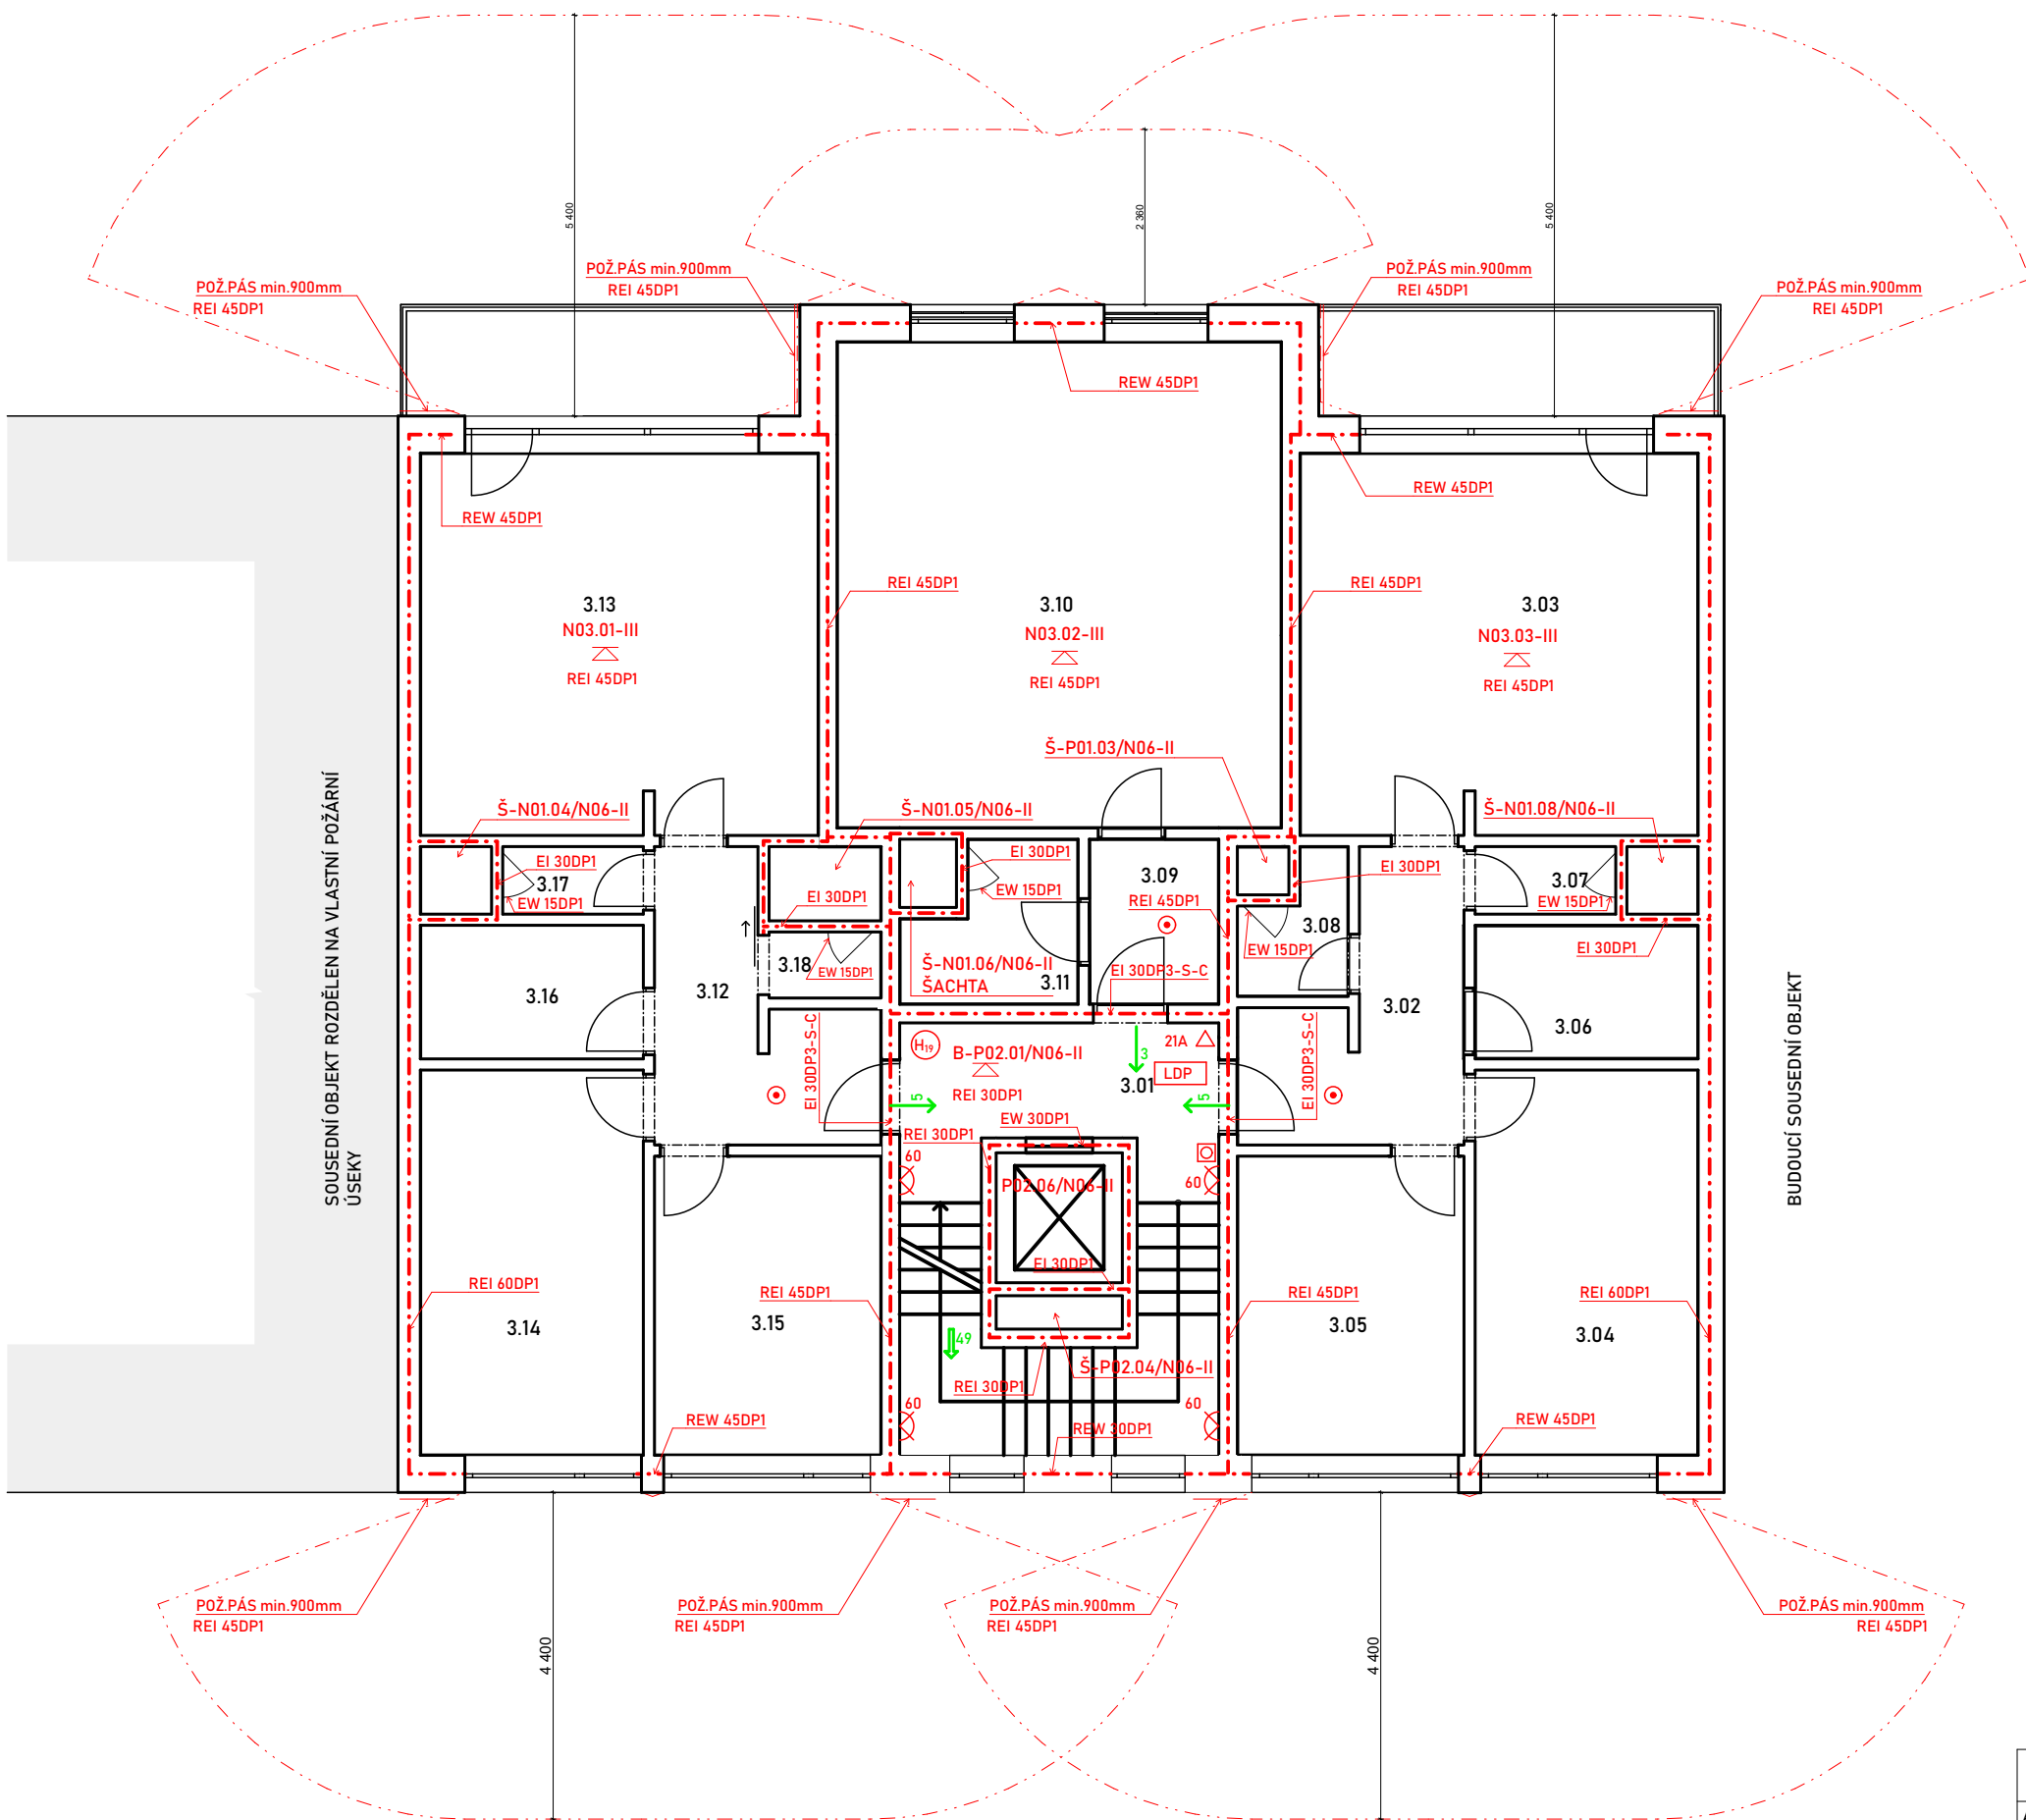 5 400
2 360
5 400
POŽ.PÁS min.900mm
REI 45DP1
POŽ.PÁS min.900mm
REI 45DP1
POŽ.PÁS min.900mm
REI 45DP1
POŽ.PÁS min.900mm
REI 45DP1
REW 45DP1
REW 45DP1
REW 45DP1
REI 45DP1
REI 45DP1
3.13
N03.01-III
REI 45DP1
3.10
N03.02-III
REI 45DP1
3.03
N03.03-III
REI 45DP1
Š-P01.03/N06-II
Š-N01.04/N06-II
Š-N01.05/N06-II
Š-N01.08/N06-II
EI 30DP1
3.17
EW 15DP1
EI 30DP1
EI 30DP1
EW 15DP1
3.09
REI 45DP1
EI 30DP1
3.07
EW 15DP1
3.08
EW 15DP1
EI 30DP1
3.18
EW 15DP1
Š-N01.06/N06-II
ŠACHTA
3.11
EI 30DP3-S-C
3.16
3.12
3.02
3.06
EI 30DP3-S-C
EI 30DP3-S-C
H19
B-P02.01/N06-II
REI 30DP1
3
21A
LDP
3.01
5
5
EW 30DP1
REI 30DP1
60
60
P02.06/N06-II
EI 30DP1
SOUSEDNÍ OBJEKT ROZDĚLEN NA VLASTNÍ POŽÁRNÍ
ÚSEKY
BUDOUCÍ SOUSEDNÍ OBJEKT
REI 60DP1
3.14
REI 45DP1
3.15
REI 45DP1
3.05
REI 60DP1
3.04
49
Š-P02.04/N06-II
REI 30DP1
60
60
REW 45DP1
REW 30DP1
REW 45DP1
POŽ.PÁS min.900mm
REI 45DP1
POŽ.PÁS min.900mm
REI 45DP1
POŽ.PÁS min.900mm
REI 45DP1
POŽ.PÁS min.900mm
REI 45DP1
4 400
4 400